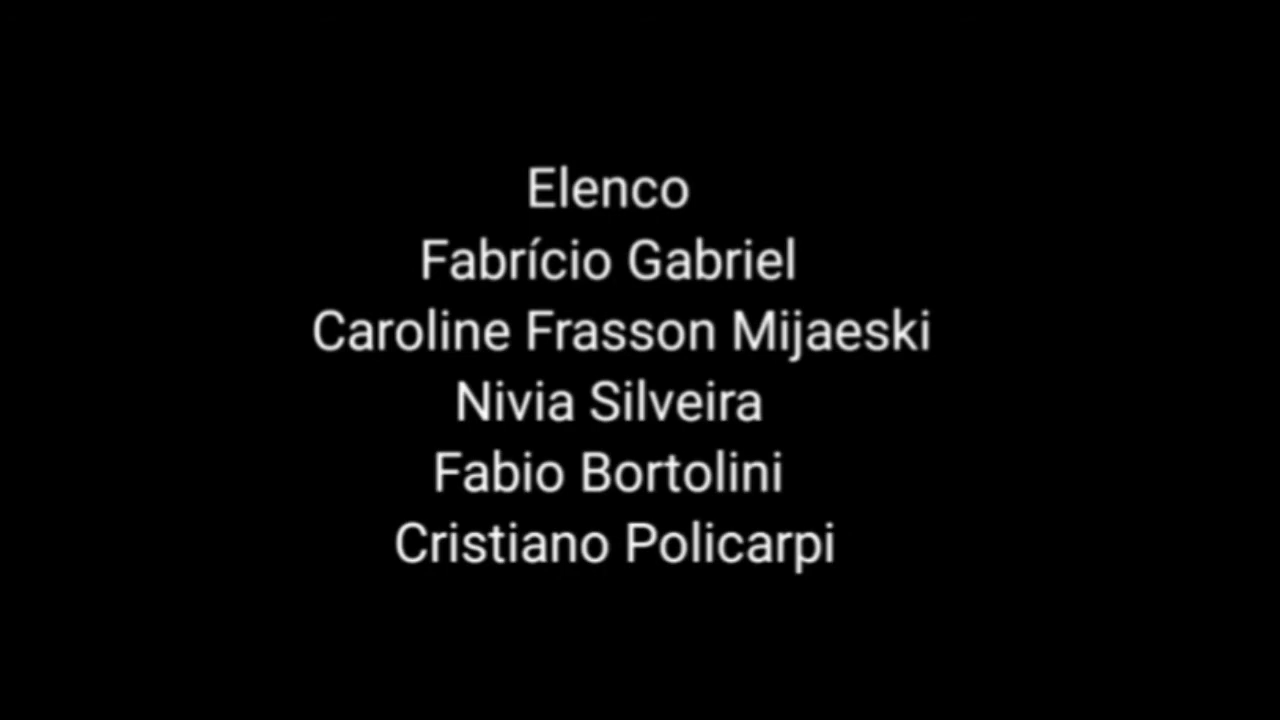 Elenco
Fabrício Gabriel
Caroline Frasson Mijaeski
Nivia Silveira
Fabio Bortolini
Cristiano Policarpi